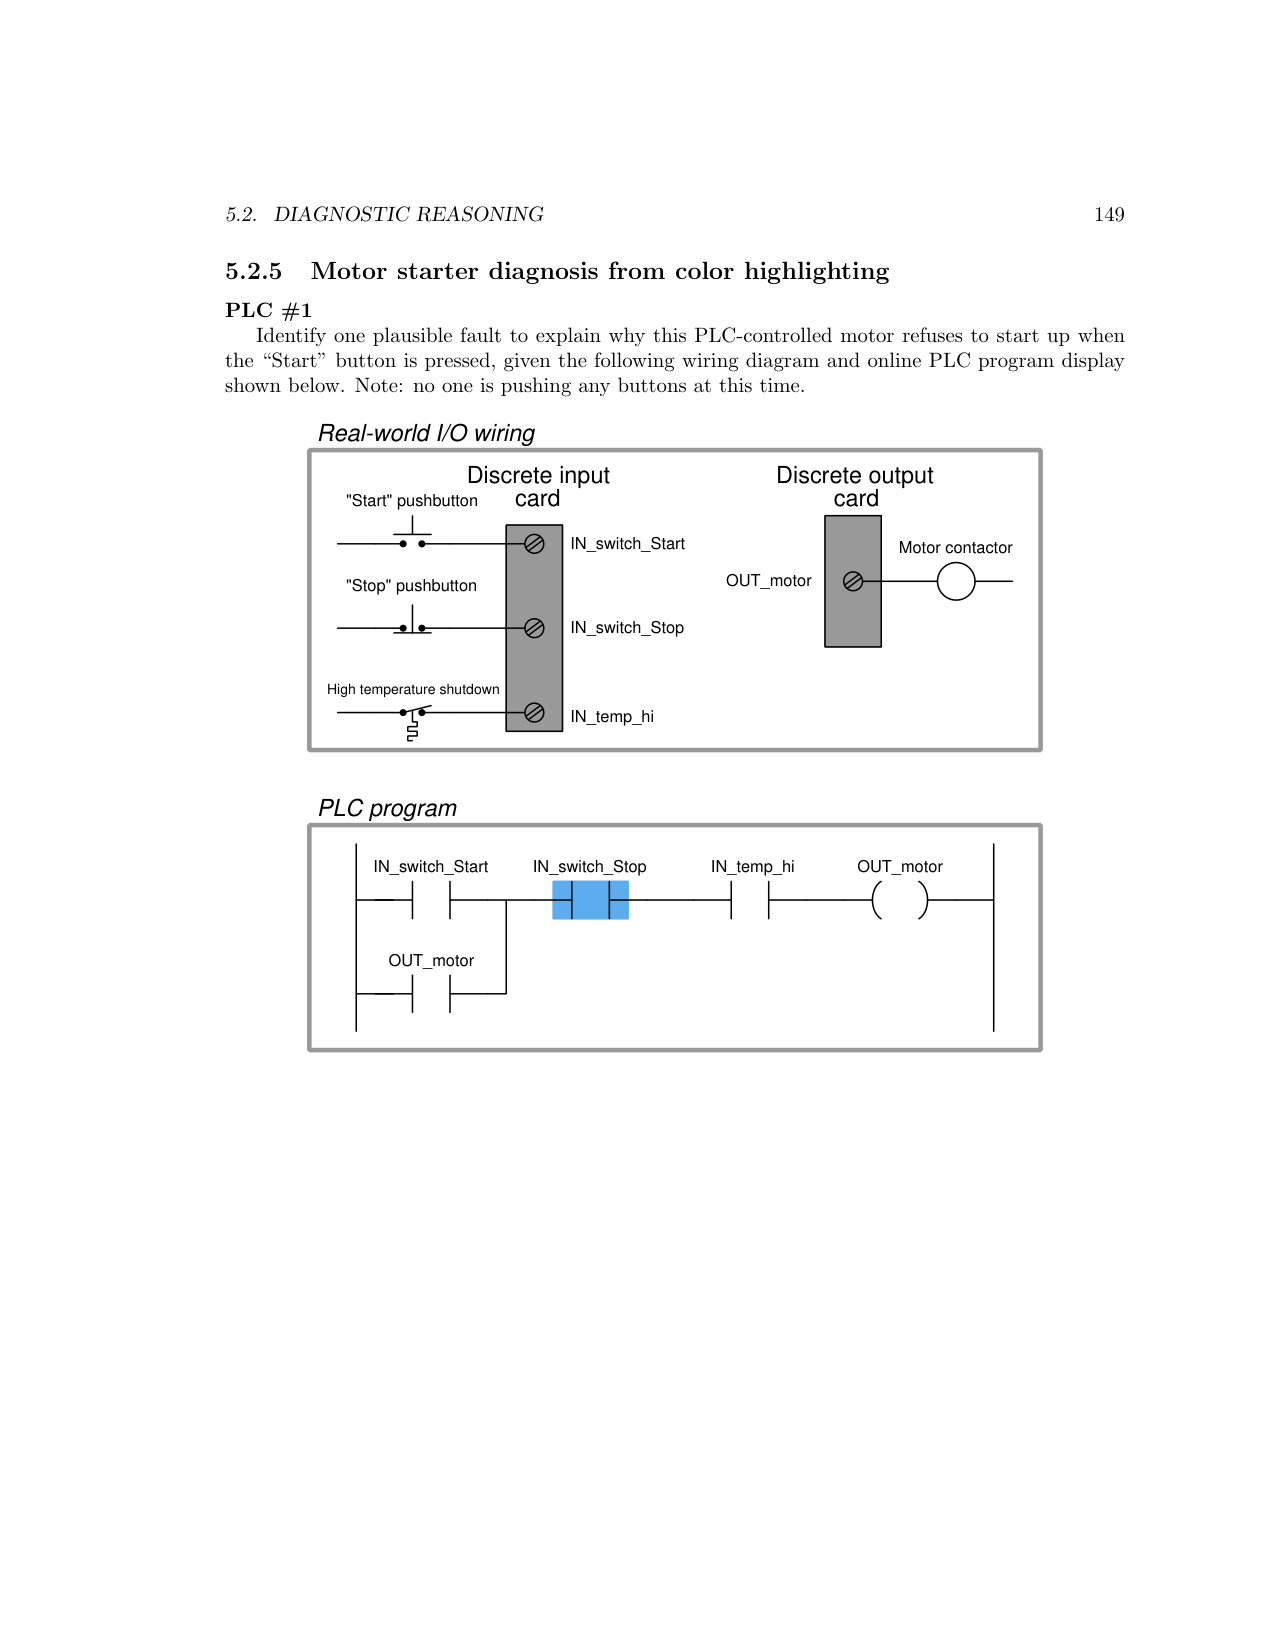 5.2. DIAGNOSTIC REASONING 149
5.2.5 Motor starter diagnosis from color highlighting
PLC #1
Identify one plausible fault to explain why this PLC-controlled motor refuses to start up when
the “Start” button is pressed, given the following wiring diagram and online PLC program display
shown below. Note: no one is pushing any buttons at this time.
Real-world I/O wiring
Discrete input
card
Discrete output
card
"Start" pushbutton
IN_switch_Start
"Stop" pushbutton
IN_switch_Stop
High temperature shutdown
IN_temp_hi
OUT_motor
Motor contactor
PLC program
IN_switch_Start IN_switch_Stop IN_temp_hi OUT_motor
OUT_motor